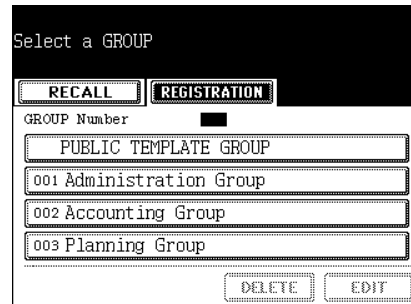 Select a GROUP
RECALL REGISTRATION
GROUP Number
PUBLIC TEMPLATE GROUP
001 Administration Group
002 Accounting Group
003 Planning Group
DELETE EDIT